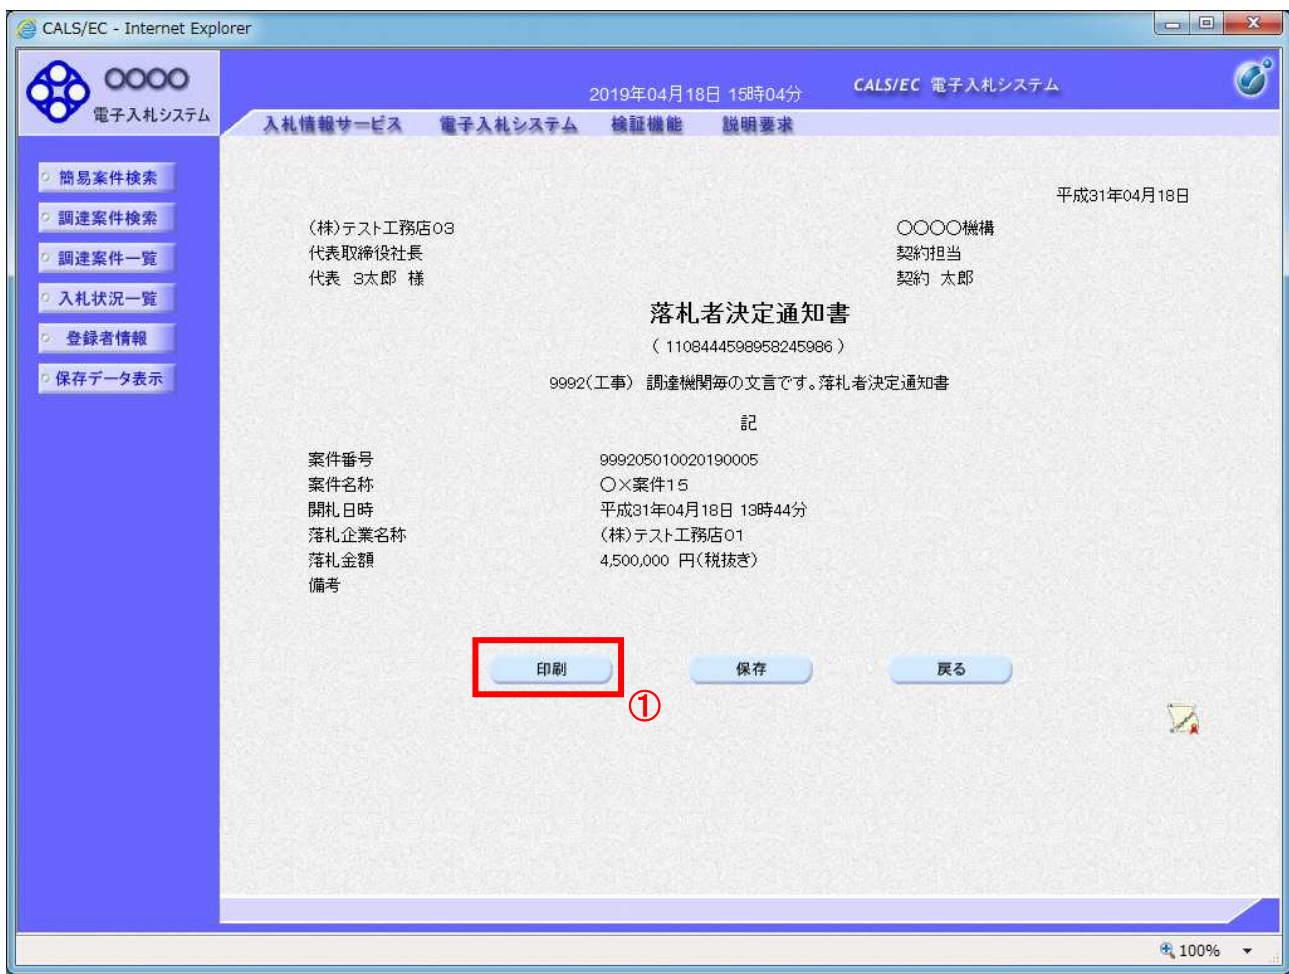 CALS/EC - Internet Explorer
OOOO
電子入札システム
2019年04月18日 15時04分
CALS/EC 電子入札システム
入札情報サービス 電子入札システム 検証機能 説明要求
簡易案件検索
調達案件検索
調達案件一覧
入札状況一覧
登録者情報
保存データ表示
平成31年04月18日
(株)テスト工務店03
代表取締役社長
代表 3太郎 様
〇〇〇〇機構
契約担当
契約 太郎
落札者決定通知書
( 1108444598958245986 )
9992(工事) 調達機関毎の文言です。落札者決定通知書
記
案件番号 999205010020190005
案件名称 〇×案件15
開札日時 平成31年04月18日 13時44分
落札企業名称 (株)テスト工務店01
落札金額 4,500,000 円(税抜き)
備考
印刷 保存 戻る
①
100%